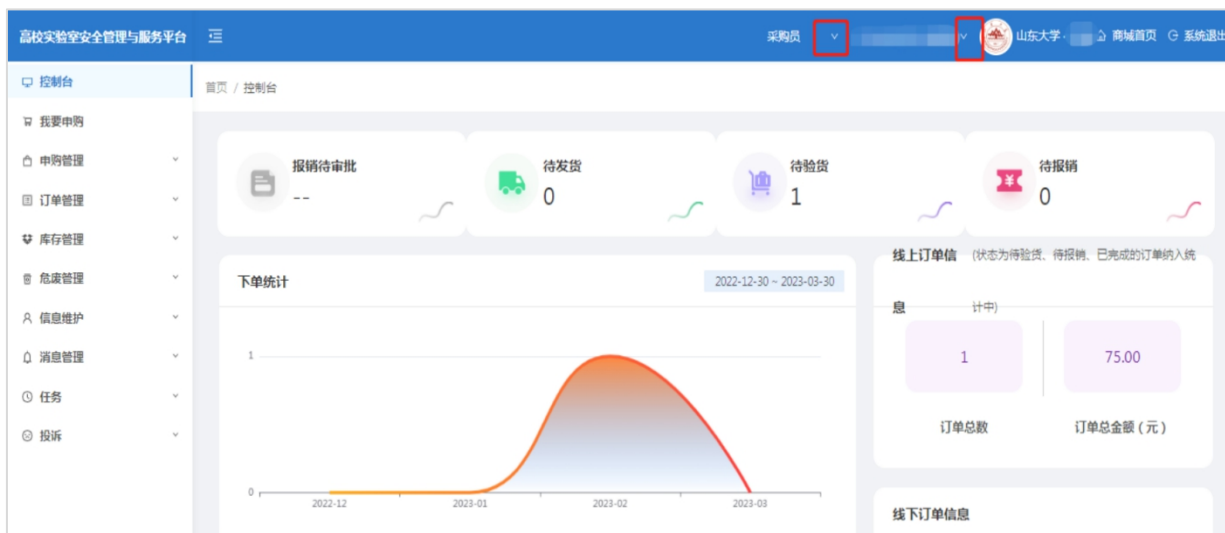 高校实验室安全管理与服务平台
采购员
山东大学.
商城首页
系统退出
控制台
首页 / 控制台
我要申购
申购管理
订单管理
库存管理
危废管理
信息维护
消息管理
任务
投诉
报销待审批
--
待发货
0
待验货
1
待报销
0
下单统计
2022-12-30 ~ 2023-03-30
1
0
2022-12
2023-01
2023-02
2023-03
线上订单信息
(状态为待验货、待报销、已完成的订单纳入统
计中)
1
75.00
订单总数
订单总金额 ( 元 )
线下订单信息